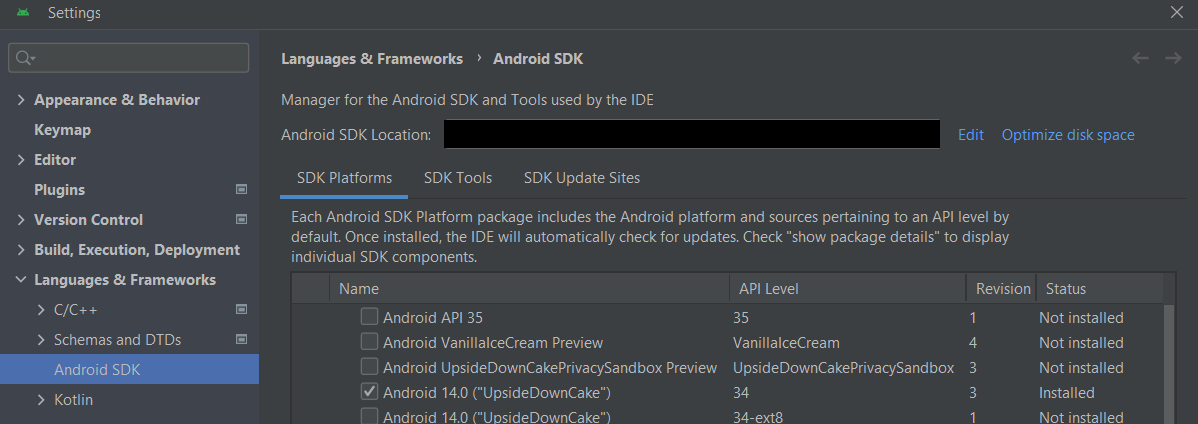 Settings
Languages & Frameworks › Android SDK
Appearance & Behavior
Keymap
Editor
Plugins
Version Control
Build, Execution, Deployment
Languages & Frameworks
C/C++
Schemas and DTDs
Android SDK
Kotlin
Manager for the Android SDK and Tools used by the IDE
Android SDK Location: Edit Optimize disk space
SDK Platforms SDK Tools SDK Update Sites
Each Android SDK Platform package includes the Android platform and sources pertaining to an API level by
default. Once installed, the IDE will automatically check for updates. Check "show package details" to display
individual SDK components.
Name API Level Revision Status
Android API 35 35 1 Not installed
Android VanillaIceCream Preview VanillaIceCream 4 Not installed
Android UpsideDownCakePrivacySandbox Preview UpsideDownCakePrivacySandbox 3 Not installed
Android 14.0 ("UpsideDownCake") 34 3 Installed
Android 14.0 ("UpsideDownCake") 34-ext8 1 Not installed